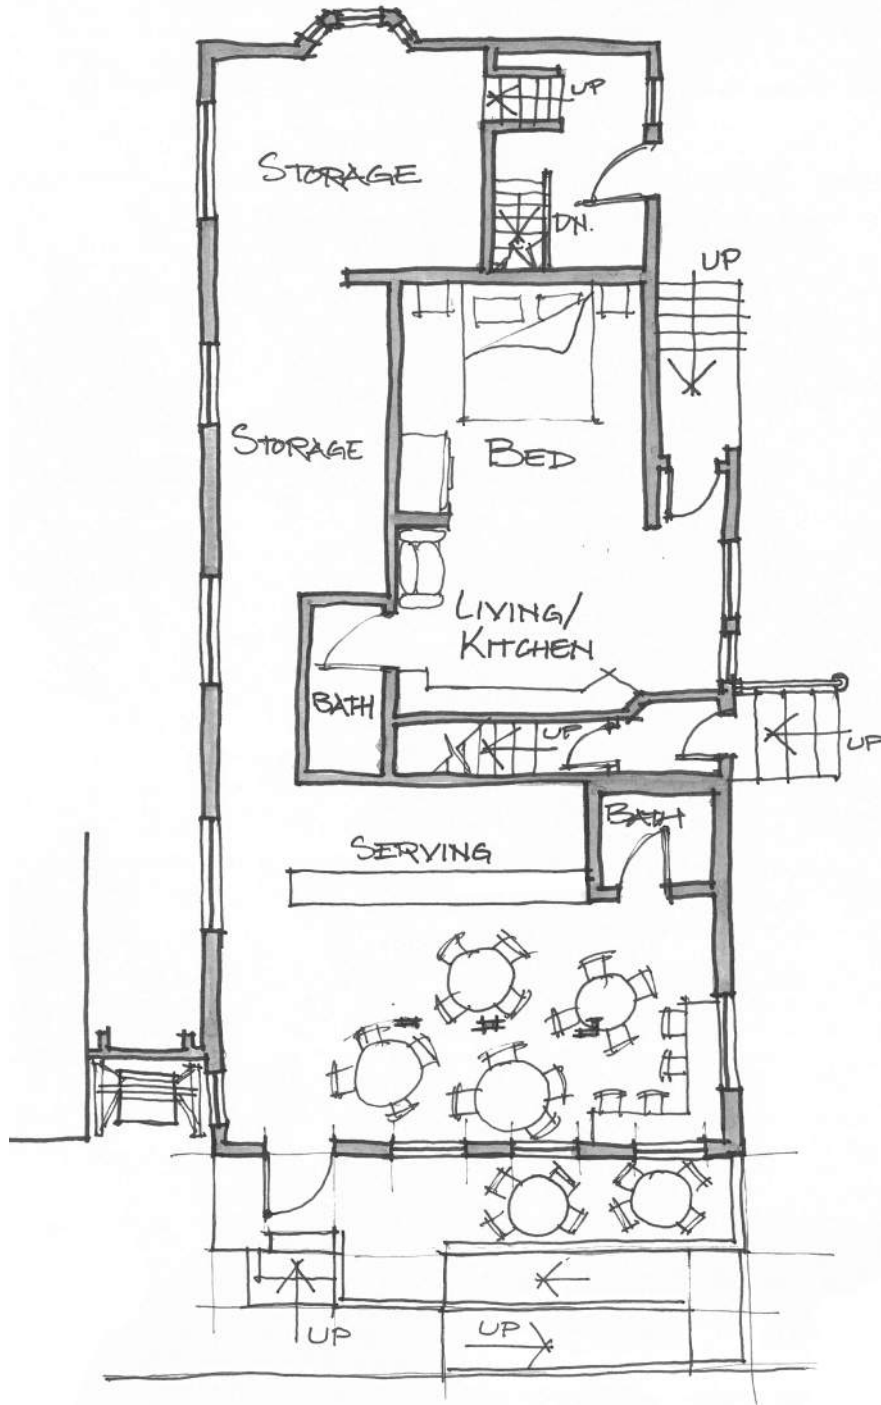 UP
STORAGE
DN.
UP
BED
STORAGE
LIVING/
KITCHEN
BATH
UP
UP
BATH
SERVING
UP
UP